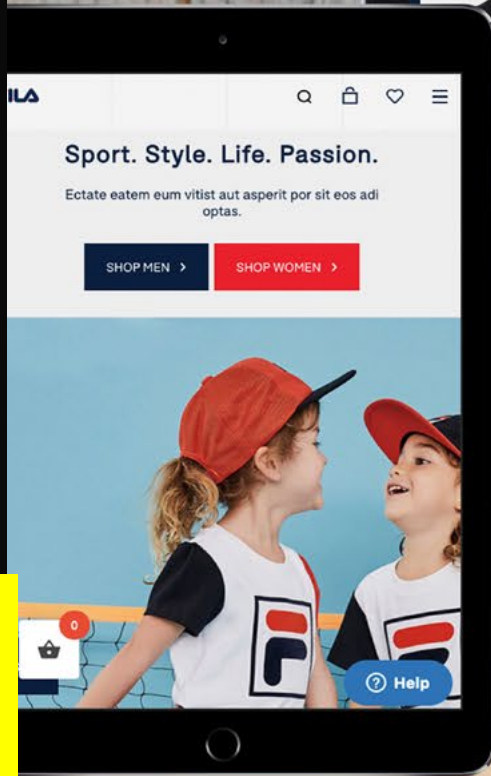 ILA
Sport. Style. Life. Passion.
Ectate eatem eum vitist aut asperit por sit eos adi
optas.
SHOP MEN >
SHOP WOMEN >
0
? Help